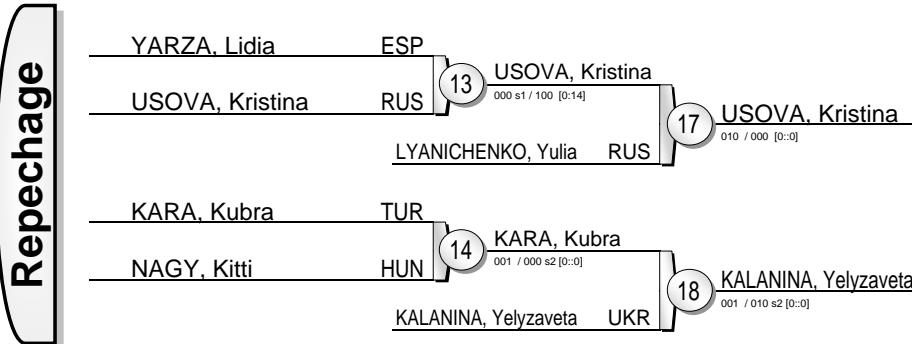 Repechage
YARZA, Lidia ESP
USOVA, Kristina RUS
13 USOVA, Kristina
000 s1 / 100 [0:14]
LYANICHENKO, Yulia RUS
17 USOVA, Kristina
010 / 000 [0::0]
KARA, Kubra TUR
NAGY, Kitti HUN
14 KARA, Kubra
001 / 000 s2 [0::0]
KALANINA, Yelyzaveta UKR
18 KALANINA, Yelyzaveta
001 / 010 s2 [0::0]